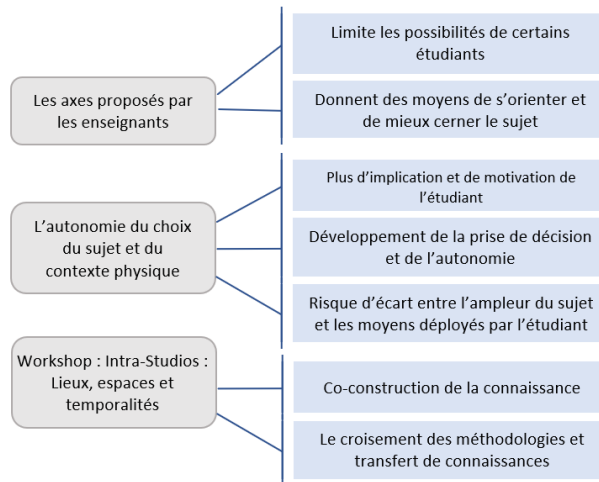 Les axes proposés par
les enseignants
Limite les possibilités de certains
étudiants
Donnent des moyens de s’orienter et
de mieux cerner le sujet
L’autonomie du choix
du sujet et du
contexte physique
Plus d’implication et de motivation de
l’étudiant
Développement de la prise de décision
et de l’autonomie
Risque d’écart entre l’ampleur du sujet
et les moyens déployés par l’étudiant
Workshop : Intra-Studios :
Lieux, espaces et
temporalités
Co-construction de la connaissance
Le croisement des méthodologies et
transfert de connaissances